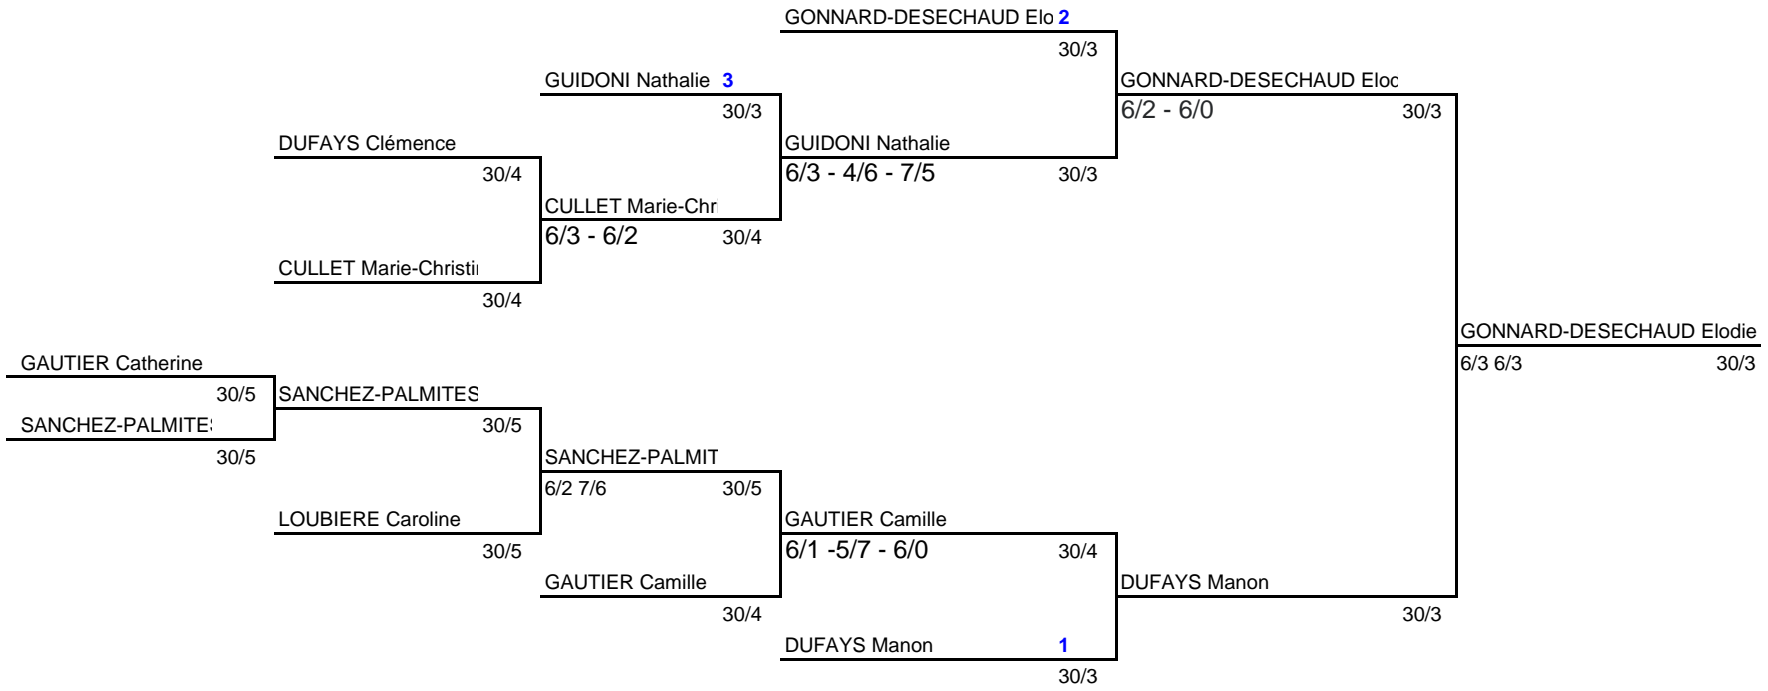 GONNARD-DESECHAUD Elo 2
30/3
GUIDONI Nathalie 3
GONNARD-DESECHAUD Eloc
30/3
6/2 - 6/0
30/3
DUFAYS Clémence
GUIDONI Nathalie
30/4
6/3 - 4/6 - 7/5
30/3
CULLET Marie-Chr
6/3 - 6/2
30/4
CULLET Marie-Christi
30/4
GONNARD-DESECHAUD Elodie
GAUTIER Catherine
6/3 6/3
30/3
30/5
SANCHEZ-PALMITES
SANCHEZ-PALMITES
30/5
30/5
SANCHEZ-PALMIT
6/2 7/6
30/5
LOUBIERE Caroline
GAUTIER Camille
30/5
6/1 -5/7 - 6/0
30/4
GAUTIER Camille
DUFAYS Manon
30/4
30/3
DUFAYS Manon 1
30/3